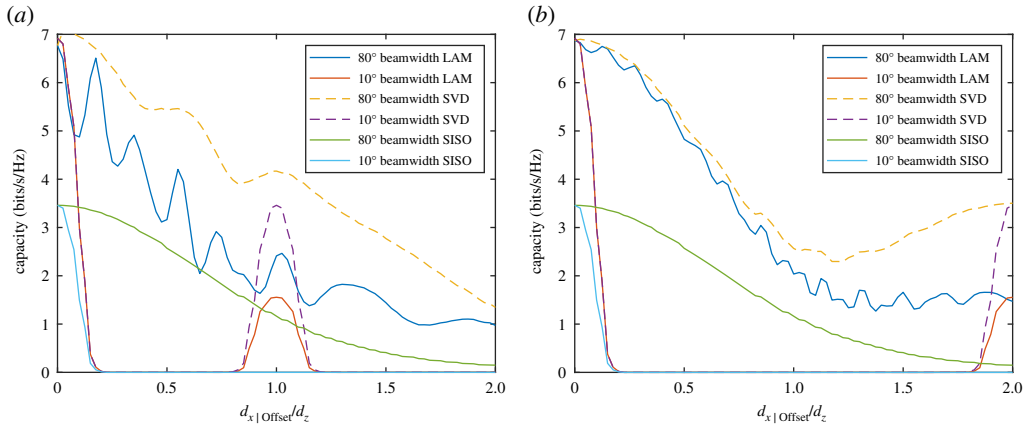 (a)
7
6
5
4
3
2
1
0
capacity (bits/s/Hz)
80° beamwidth LAM
10° beamwidth LAM
80° beamwidth SVD
10° beamwidth SVD
80° beamwidth SISO
10° beamwidth SISO
0 0.5 1.0 1.5 2.0
dx | Offset/dz
(b)
7
6
5
4
3
2
1
0
capacity (bits/s/Hz)
80° beamwidth LAM
10° beamwidth LAM
80° beamwidth SVD
10° beamwidth SVD
80° beamwidth SISO
10° beamwidth SISO
0 0.5 1.0 1.5 2.0
dx | Offset/dz